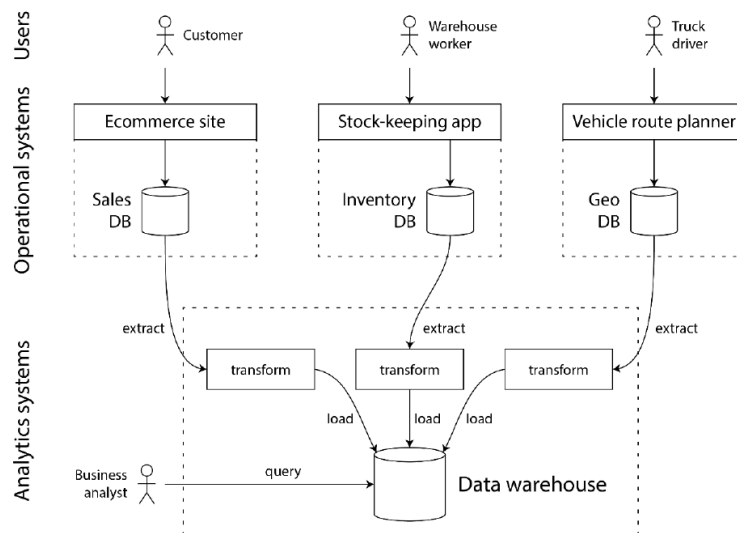 Users
Customer
Warehouse
worker
Truck
driver
Operational systems
Ecommerce site
Stock-keeping app
Vehicle route planner
Sales
DB
Inventory
DB
Geo
DB
extract
extract
extract
Analytics systems
transform
transform
transform
load
load
load
Business
analyst
query
Data warehouse